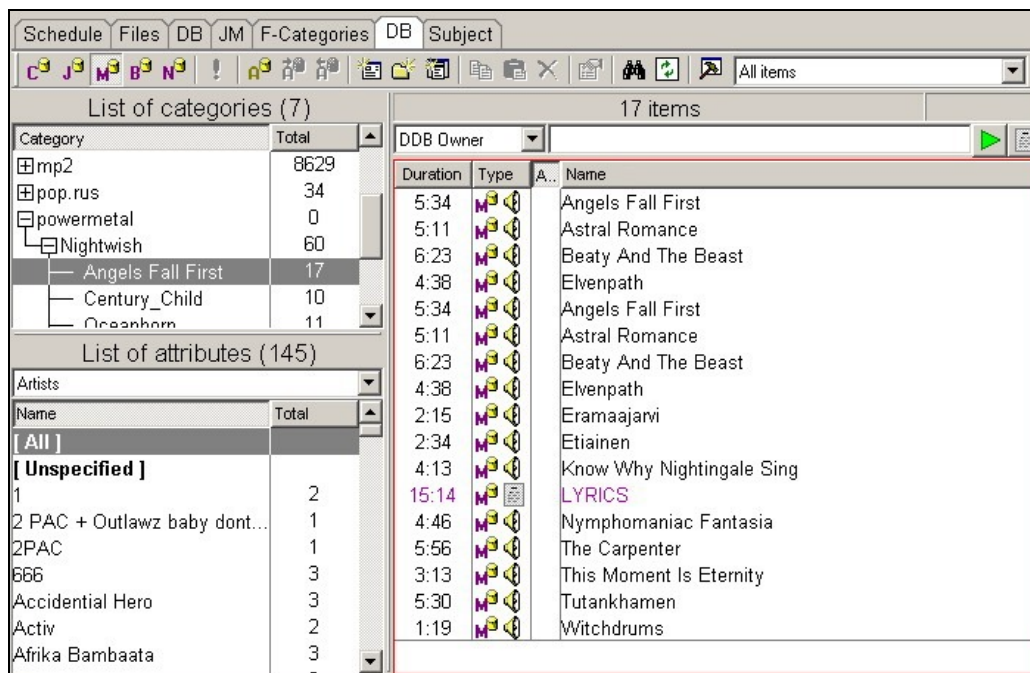 Schedule Files DB JM F-Categories DB Subject
C J M B N ! A All items
List of categories (7)
Category Total
mp2 8629
pop.rus 34
powermetal 0
Nightwish 60
Angels Fall First 17
Century_Child 10
Oceanhorn 11
List of attributes (145)
Artists
Name Total
[ All ]
[ Unspecified ]
1 2
2 PAC + Outlawz baby dont... 1
2PAC 1
666 3
Accidential Hero 3
Activ 2
Afrika Bambaata 3
17 items
DDB Owner
Duration Type A.. Name
5:34 M Angels Fall First
5:11 M Astral Romance
6:23 M Beaty And The Beast
4:38 M Elvenpath
5:34 M Angels Fall First
5:11 M Astral Romance
6:23 M Beaty And The Beast
4:38 M Elvenpath
2:15 M Eramaajarvi
2:34 M Etiainen
4:13 M Know Why Nightingale Sing
15:14 M LYRICS
4:46 M Nymphomaniac Fantasia
5:56 M The Carpenter
3:13 M This Moment Is Eternity
5:30 M Tutankhamen
1:19 M Witchdrums